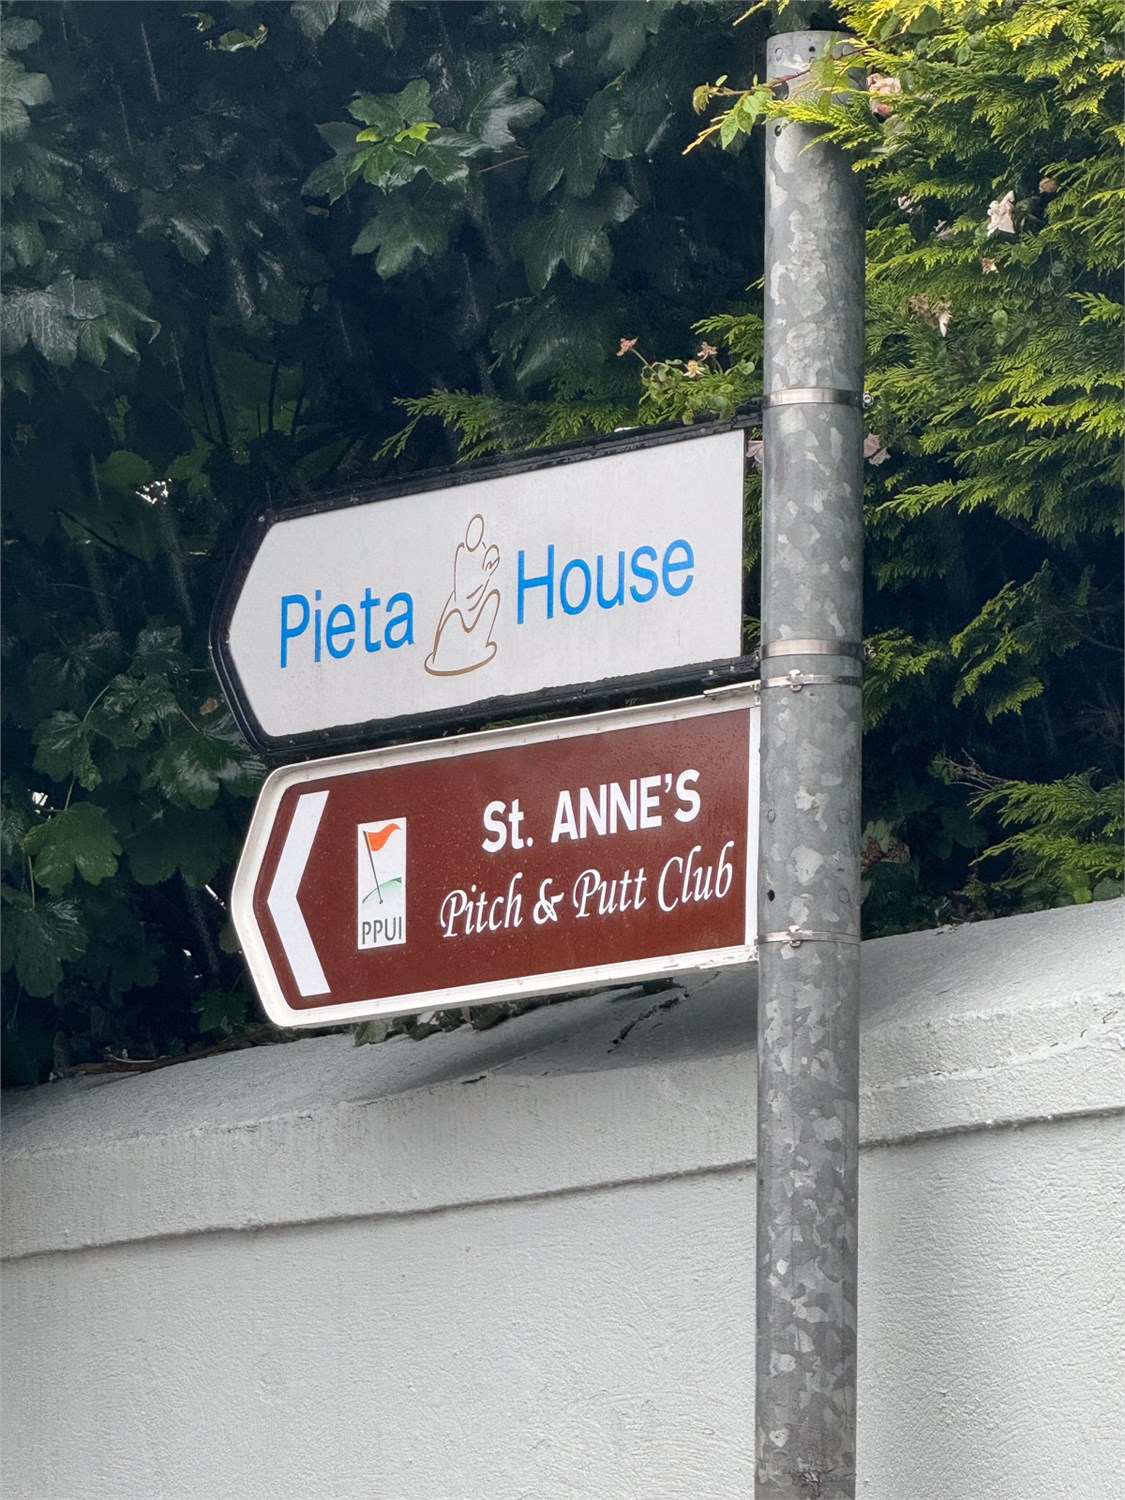 Pieta House
St. ANNE'S
Pitch & Putt Club
PPUI